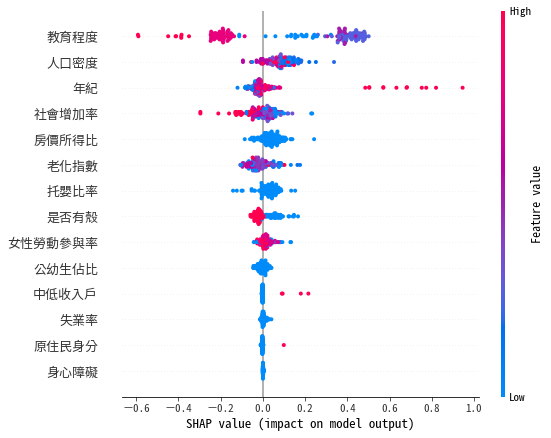 High
教育程度
人口密度
年紀
社會增加率
房價所得比
老化指數
托嬰比率
是否有殼
女性勞動參與率
公幼生佔比
中低收入戶
失業率
原住民身分
身心障礙
Feature value
Low
−0.6 −0.4 −0.2 0.0 0.2 0.4 0.6 0.8 1.0
SHAP value (impact on model output)